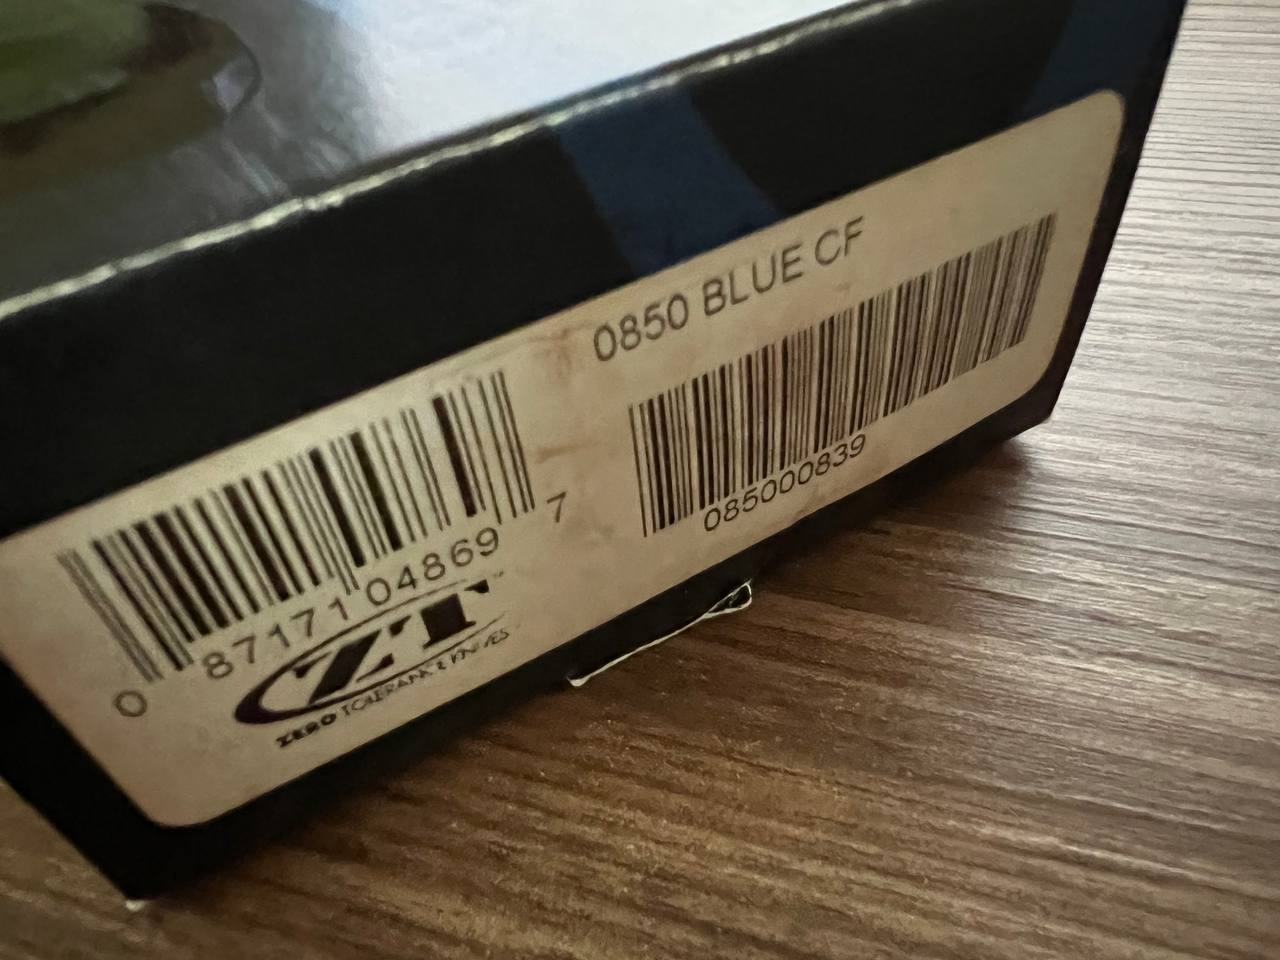 0850 BLUE CF
085000839
0 87171 04869 7
ZT
ZERO TOLERANCE KNIVES